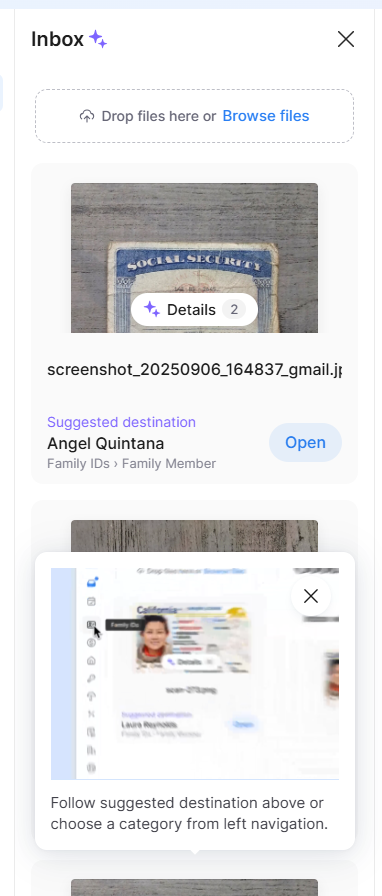 Inbox
Drop files here or Browse files
SOCIAL SECURITY
Details 2
screenshot_20250906_164837_gmail.jp
Suggested destination
Angel Quintana
Family IDs › Family Member
Open
Drop files here or Browse files
Family IDs
California
Details
scan-273.png
Suggested destination
Laura Reynolds
Open
Family IDs › Family Member
Follow suggested destination above or
choose a category from left navigation.